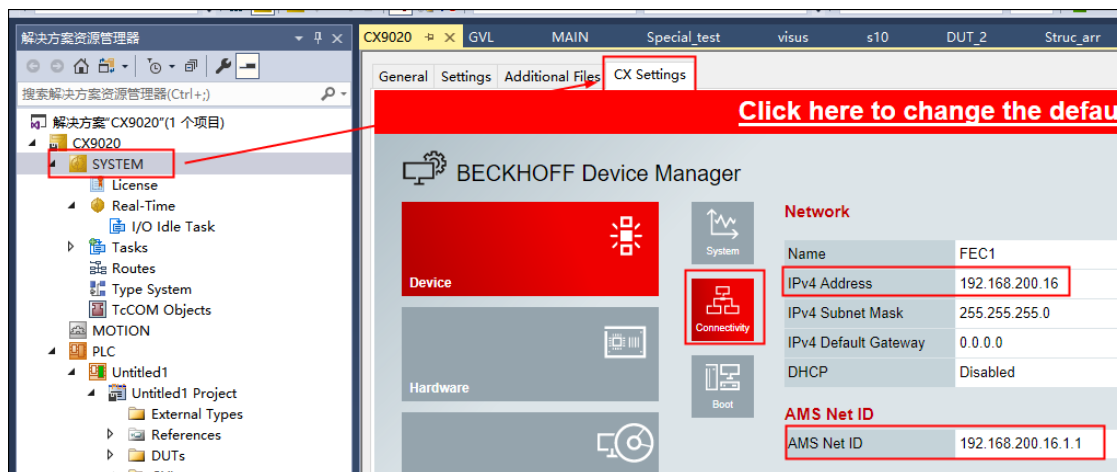 解决方案资源管理器
搜索解决方案资源管理器(Ctrl+;)
解决方案"CX9020"(1 个项目)
CX9020
SYSTEM
License
Real-Time
I/O Idle Task
Tasks
Routes
Type System
TcCOM Objects
MOTION
PLC
Untitled1
Untitled1 Project
External Types
References
DUTs
CX9020 GVL MAIN Special_test visus s10 DUT_2 Struc_arr
General Settings Additional Files CX Settings
Click here to change the defau
BECKHOFF Device Manager
Device
Hardware
System
Connectivity
Boot
Network
Name FEC1
IPv4 Address 192.168.200.16
IPv4 Subnet Mask 255.255.255.0
IPv4 Default Gateway 0.0.0.0
DHCP Disabled
AMS Net ID
AMS Net ID 192.168.200.16.1.1